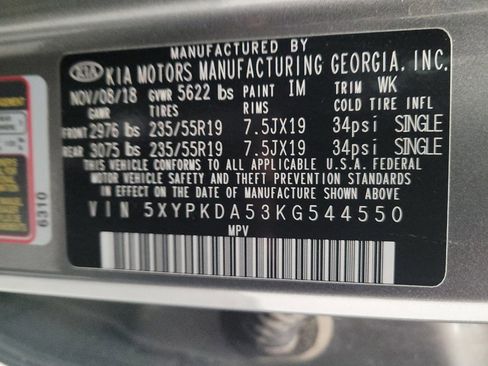 MANUFACTURED BY
KIA KIA MOTORS MANUFACTURING GEORGIA, INC.
NOV/08/18 GVWR 5622 lbs PAINT IM TRIM WK
GAWR TIRES RIMS COLD TIRE INFL
FRONT 2976 lbs 235/55R19 7.5JX19 34psi SINGLE
REAR 3075 lbs 235/55R19 7.5JX19 34psi SINGLE
THIS VEHICLE CONFORMS TO ALL APPLICABLE U.S.A. FEDERAL
MOTOR VEHICLE SAFETY AND THEFT PREVENTION STANDARDS
IN EFFECT ON THE DATE OF MANUFACTURE SHOWN ABOVE.
VIN 5XYPKDA53KG544550
MPV
6310